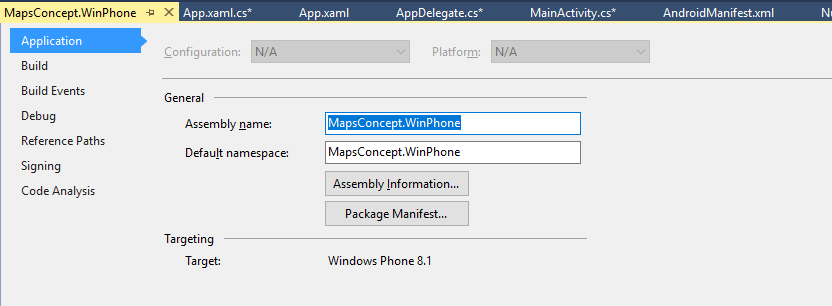 MapsConcept.WinPhone App.xaml.cs* App.xaml AppDelegate.cs* MainActivity.cs* AndroidManifest.xml
Application
Configuration: N/A Platform: N/A
Build
Build Events
General
Debug
Assembly name: MapsConcept.WinPhone
Reference Paths
Default namespace: MapsConcept.WinPhone
Signing
Assembly Information...
Code Analysis
Package Manifest...
Targeting
Target: Windows Phone 8.1